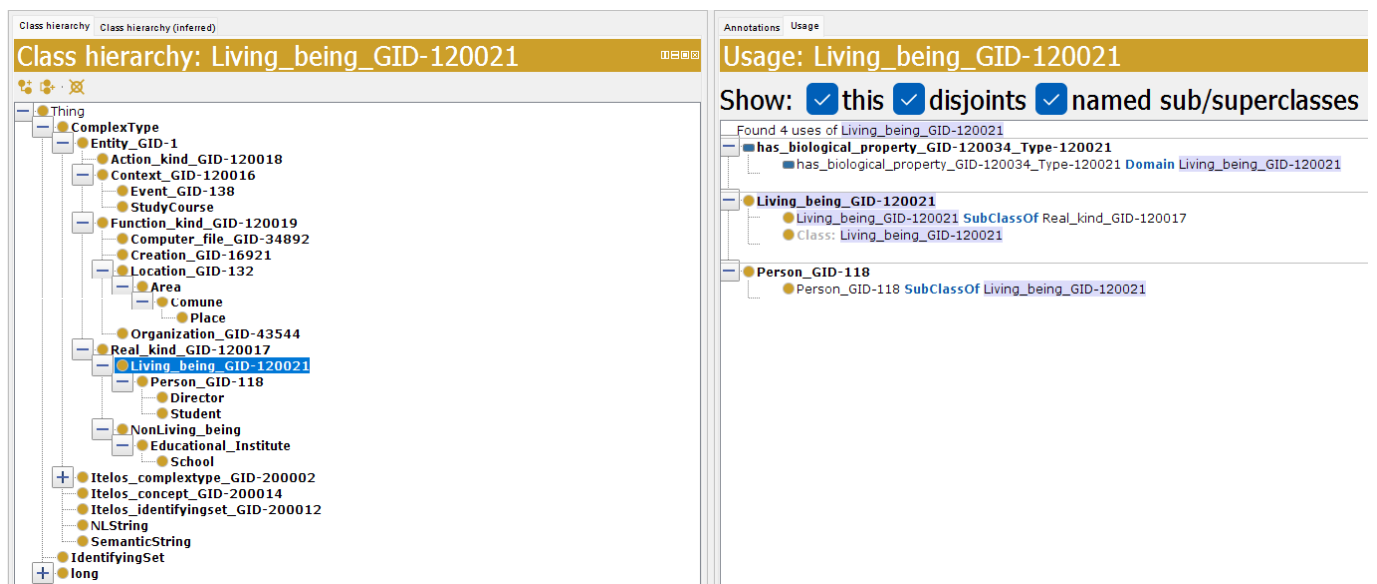 Class hierarchy Class hierarchy (inferred)
Class hierarchy: Living_being_GID-120021
Thing
ComplexType
Entity_GID-1
Action_kind_GID-120018
Context_GID-120016
Event_GID-138
StudyCourse
Function_kind_GID-120019
Computer_file_GID-34892
Creation_GID-16921
Location_GID-132
Area
Comune
Place
Organization_GID-43544
Real_kind_GID-120017
Living_being_GID-120021
Person_GID-118
Director
Student
NonLiving_being
Educational_Institute
School
Itelos_complextype_GID-200002
Itelos_concept_GID-200014
Itelos_identifyingset_GID-200012
NLString
SemanticString
IdentifyingSet
long
Annotations Usage
Usage: Living_being_GID-120021
Show: this disjoints named sub/superclasses
Found 4 uses of Living_being_GID-120021
has_biological_property_GID-120034_Type-120021
has_biological_property_GID-120034_Type-120021 Domain Living_being_GID-120021
Living_being_GID-120021
Living_being_GID-120021 SubClassOf Real_kind_GID-120017
Class: Living_being_GID-120021
Person_GID-118
Person_GID-118 SubClassOf Living_being_GID-120021